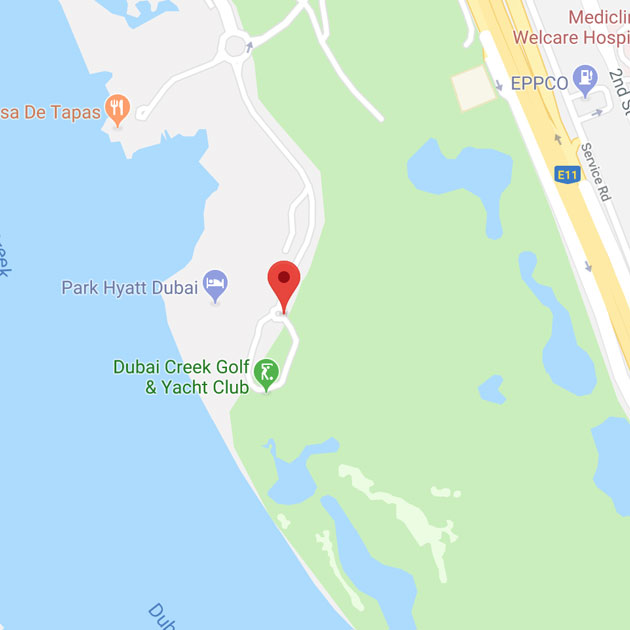 Mediclin
Welcare Hospi
EPPCO
2nd St
sa De Tapas
Service Rd
E11
eek
Park Hyatt Dubai
Dubai Creek Golf
& Yacht Club
Dub